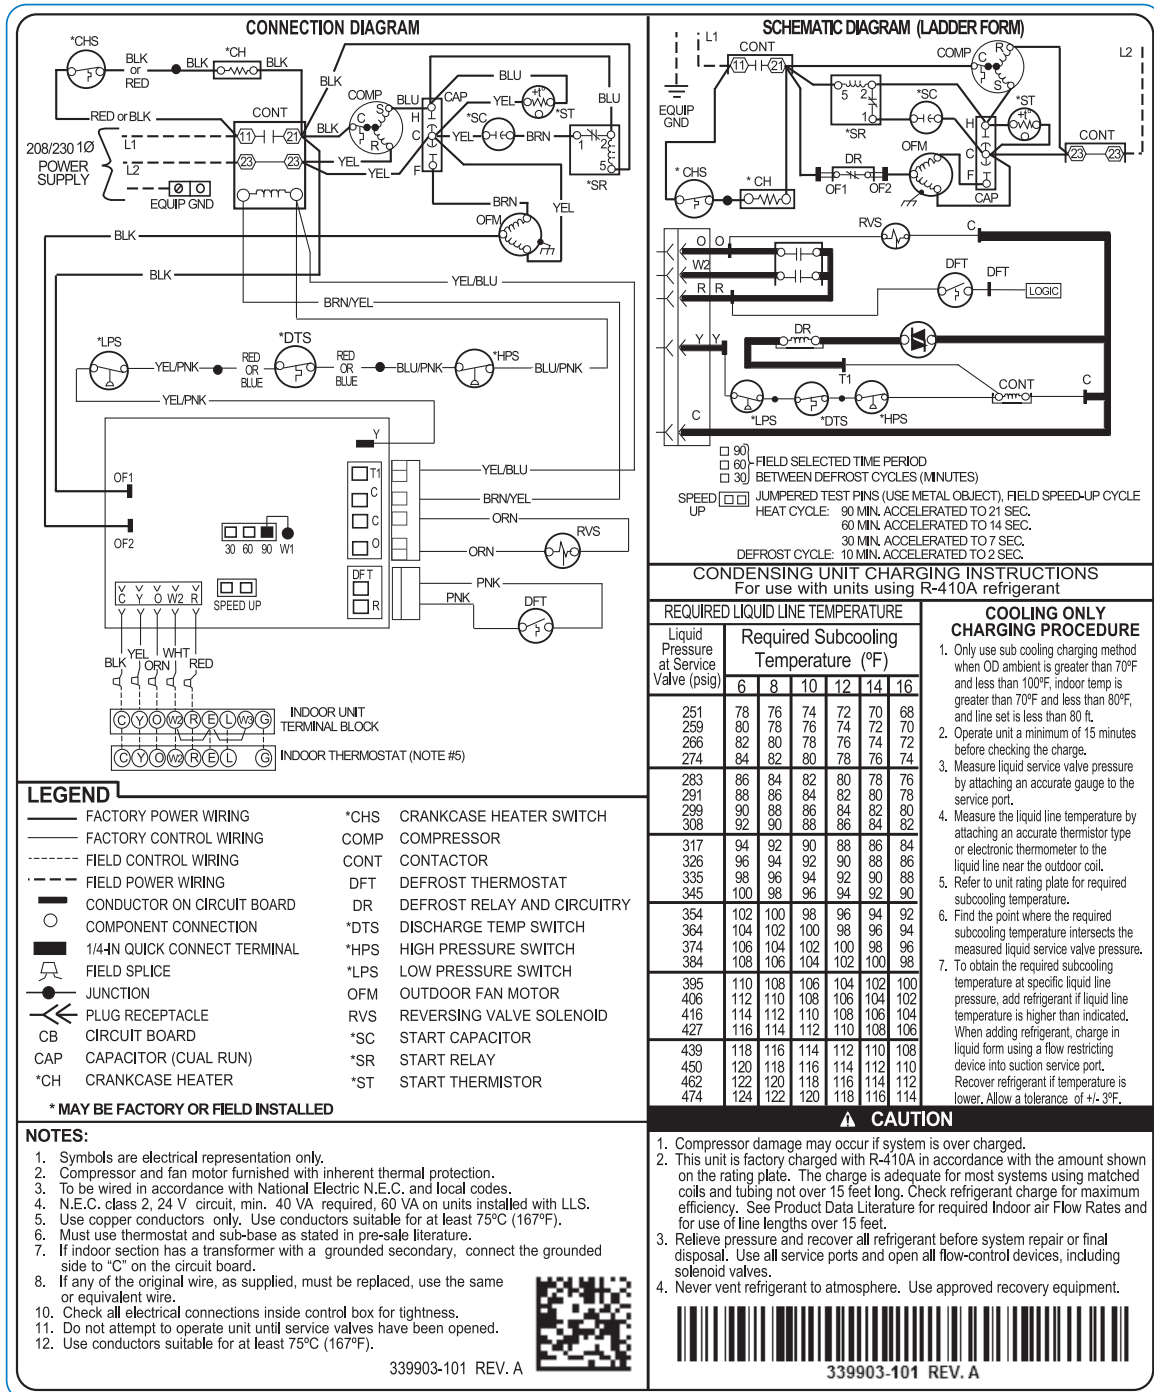 CONNECTION DIAGRAM
*CHS
BLK
or
RED
BLK
*CH
BLK
BLK
COMP
BLU
CAP
BLU
YEL
+t°
*ST
BLU
RED or BLK
CONT
11
21
BLK
C
S
R
H
C
F
*SC
YEL
BRN
1
2
5
*SR
208/230 1Ø
POWER
SUPPLY
L1
L2
23
23
YEL
YEL
EQUIP GND
BRN
YEL
OFM
BLK
BLK
YEL/BLU
BRN/YEL
*LPS
YEL/PNK
RED
OR
BLUE
*DTS
RED
OR
BLUE
BLU/PNK
*HPS
BLU/PNK
YEL/PNK
Y
OF1
OF2
T1
C
C
O
DFT
R
YEL/BLU
BRN/YEL
ORN
ORN
RVS
PNK
PNK
DFT
30 60 90 W1
C Y O W2 R
SPEED UP
BLK
YEL
ORN
WHT
RED
C Y O W2 R E L W3 G
INDOOR UNIT
TERMINAL BLOCK
C Y O W2 R E L G
INDOOR THERMOSTAT (NOTE #5)
SCHEMATIC DIAGRAM (LADDER FORM)
L1
CONT
11
21
COMP
C
R
S
L2
EQUIP
GND
5
2
1
*SR
*SC
H
C
F
CAP
+t°
*ST
CONT
23
23
OFM
DR
OF1
OF2
* CHS
* CH
O
O
W2
R
R
RVS
C
DFT
DFT
LOGIC
Y
Y
DR
T1
CONT
C
*LPS
*DTS
*HPS
C
90
60
30
FIELD SELECTED TIME PERIOD
BETWEEN DEFROST CYCLES (MINUTES)
SPEED
UP
JUMPERED TEST PINS (USE METAL OBJECT), FIELD SPEED-UP CYCLE
HEAT CYCLE: 90 MIN. ACCELERATED TO 21 SEC.
60 MIN. ACCELERATED TO 14 SEC.
30 MIN. ACCELERATED TO 7 SEC.
DEFROST CYCLE: 10 MIN. ACCELERATED TO 2 SEC.
LEGEND
FACTORY POWER WIRING
FACTORY CONTROL WIRING
FIELD CONTROL WIRING
FIELD POWER WIRING
CONDUCTOR ON CIRCUIT BOARD
COMPONENT CONNECTION
1/4-IN QUICK CONNECT TERMINAL
FIELD SPLICE
JUNCTION
PLUG RECEPTACLE
CB CIRCUIT BOARD
CAP CAPACITOR (CUAL RUN)
*CH CRANKCASE HEATER
*CHS CRANKCASE HEATER SWITCH
COMP COMPRESSOR
CONT CONTACTOR
DFT DEFROST THERMOSTAT
DR DEFROST RELAY AND CIRCUITRY
*DTS DISCHARGE TEMP SWITCH
*HPS HIGH PRESSURE SWITCH
*LPS LOW PRESSURE SWITCH
OFM OUTDOOR FAN MOTOR
RVS REVERSING VALVE SOLENOID
*SC START CAPACITOR
*SR START RELAY
*ST START THERMISTOR
* MAY BE FACTORY OR FIELD INSTALLED
NOTES:
1. Symbols are electrical representation only.
2. Compressor and fan motor furnished with inherent thermal protection.
3. To be wired in accordance with National Electric N.E.C. and local codes.
4. N.E.C. class 2, 24 V circuit, min. 40 VA required, 60 VA on units installed with LLS.
5. Use copper conductors only. Use conductors suitable for at least 75ºC (167ºF).
6. Must use thermostat and sub-base as stated in pre-sale literature.
7. If indoor section has a transformer with a grounded secondary, connect the grounded
side to “C” on the circuit board.
8. If any of the original wire, as supplied, must be replaced, use the same
or equivalent wire.
10. Check all electrical connections inside control box for tightness.
11. Do not attempt to operate unit until service valves have been opened.
12. Use conductors suitable for at least 75ºC (167ºF).
339903-101 REV. A
CONDENSING UNIT CHARGING INSTRUCTIONS
For use with units using R-410A refrigerant
REQUIRED LIQUID LINE TEMPERATURE
Liquid
Pressure
at Service
Valve (psig)
Required Subcooling
Temperature (ºF)
6 8 10 12 14 16
251 78 76 74 72 70 68
259 80 78 76 74 72 70
266 82 80 78 76 74 72
274 84 82 80 78 76 74
283 86 84 82 80 78 76
291 88 86 84 82 80 78
299 90 88 86 84 82 80
308 92 90 88 86 84 82
317 94 92 90 88 86 84
326 96 94 92 90 88 86
335 98 96 94 92 90 88
345 100 98 96 94 92 90
354 102 100 98 96 94 92
364 104 102 100 98 96 94
374 106 104 102 100 98 96
384 108 106 104 102 100 98
395 110 108 106 104 102 100
406 112 110 108 106 104 102
416 114 112 110 108 106 104
427 116 114 112 110 108 106
439 118 116 114 112 110 108
450 120 118 116 114 112 110
462 122 120 118 116 114 112
474 124 122 120 118 116 114
COOLING ONLY
CHARGING PROCEDURE
1. Only use sub cooling charging method
when OD ambient is greater than 70ºF
and less than 100ºF, indoor temp is
greater than 70ºF and less than 80ºF,
and line set is less than 80 ft.
2. Operate unit a minimum of 15 minutes
before checking the charge.
3. Measure liquid service valve pressure
by attaching an accurate gauge to the
service port.
4. Measure the liquid line temperature by
attaching an accurate thermistor type
or electronic thermometer to the
liquid line near the outdoor coil.
5. Refer to unit rating plate for required
subcooling temperature.
6. Find the point where the required
subcooling temperature intersects the
measured liquid service valve pressure.
7. To obtain the required subcooling
temperature at specific liquid line
pressure, add refrigerant if liquid line
temperature is higher than indicated.
When adding refrigerant, charge in
liquid form using a flow restricting
device into suction service port.
Recover refrigerant if temperature is
lower. Allow a tolerance of +/- 3ºF.
CAUTION
1. Compressor damage may occur if system is over charged.
2. This unit is factory charged with R-410A in accordance with the amount shown
on the rating plate. The charge is adequate for most systems using matched
coils and tubing not over 15 feet long. Check refrigerant charge for maximum
efficiency. See Product Data Literature for required Indoor air Flow Rates and
for use of line lengths over 15 feet.
3. Relieve pressure and recover all refrigerant before system repair or final
disposal. Use all service ports and open all flow-control devices, including
solenoid valves.
4. Never vent refrigerant to atmosphere. Use approved recovery equipment.
339903-101 REV. A